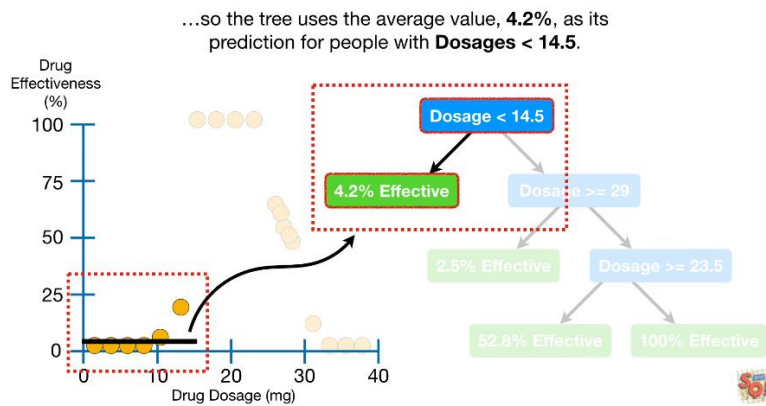 …so the tree uses the average value, 4.2%, as its
prediction for people with Dosages < 14.5.
Drug
Effectiveness
(%)
100
75
50
25
0
0
10
20
30
40
Drug Dosage (mg)
Dosage < 14.5
4.2% Effective
Dosage >= 29
2.5% Effective
Dosage >= 23.5
52.8% Effective
100% Effective